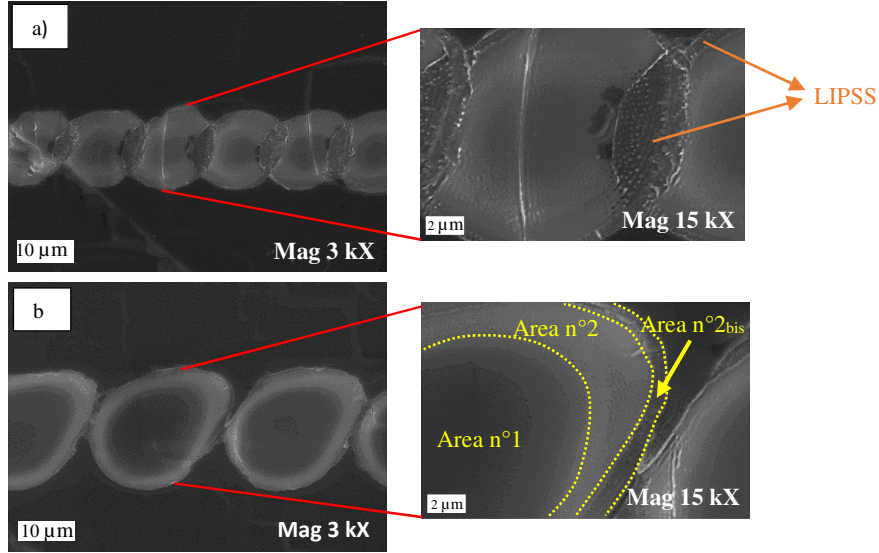 a)
LIPSS
10 µm
Mag 3 kX
2 µm
Mag 15 kX
b
Area n°2
Area n°2bis
Area n°1
10 µm
Mag 3 kX
2 µm
Mag 15 kX